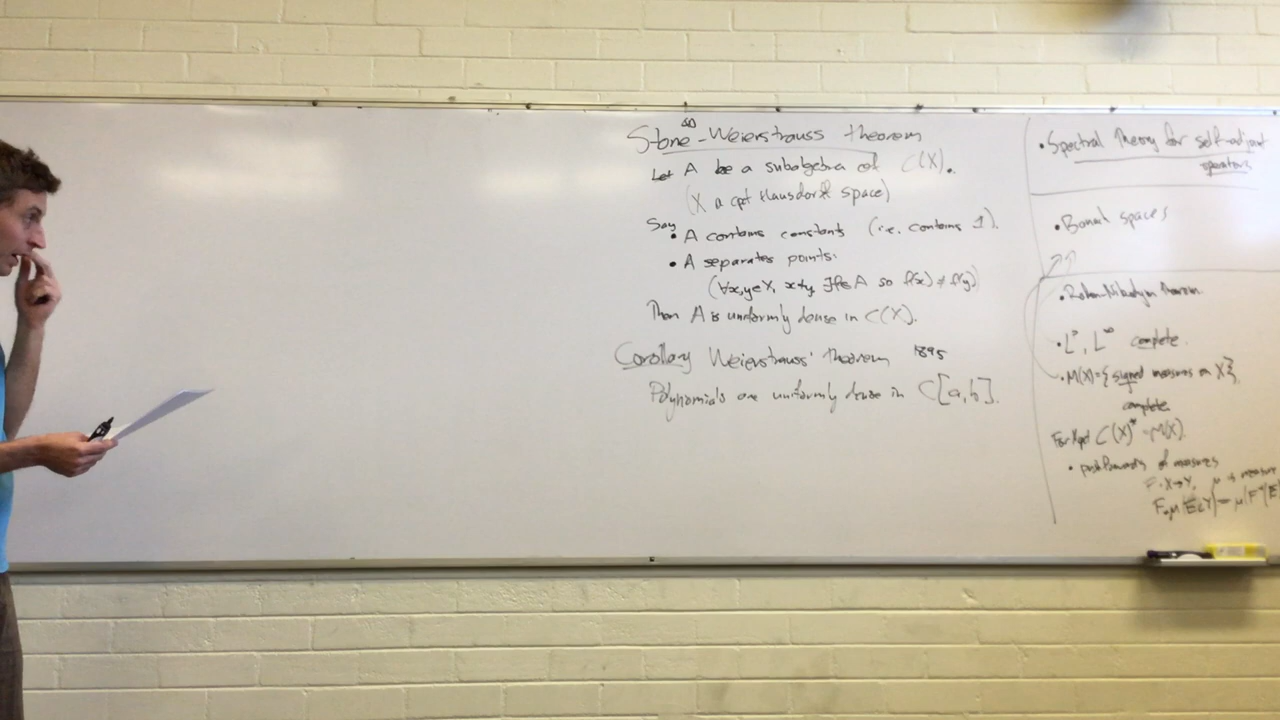 Stone-Weierstrauss theorem
Let A be a subalgebra of C(X).
(X a cpt Hausdorff space)
Say
• A contains constants (i.e. contains 1).
• A separates points:
(∀x,y∈X, x≠y, ∃f∈A so f(x) ≠ f(y))
Then A is uniformly dense in C(X).
Corollary Weierstrauss' theorem 1895
Polynomials are uniformly dense in C[a,b].
• Spectral Theory for self-adjoint
operators
• Banach spaces
• Radon-Nikodym theorem.
• L^∞ complete.
• M(X)={signed measures on X},
complete.
For X cpt C(X)* = M(X).
• pushforwards of measures
F: X→Y, μ a measure
F_*μ(E⊂Y) = μ(F⁻¹(E